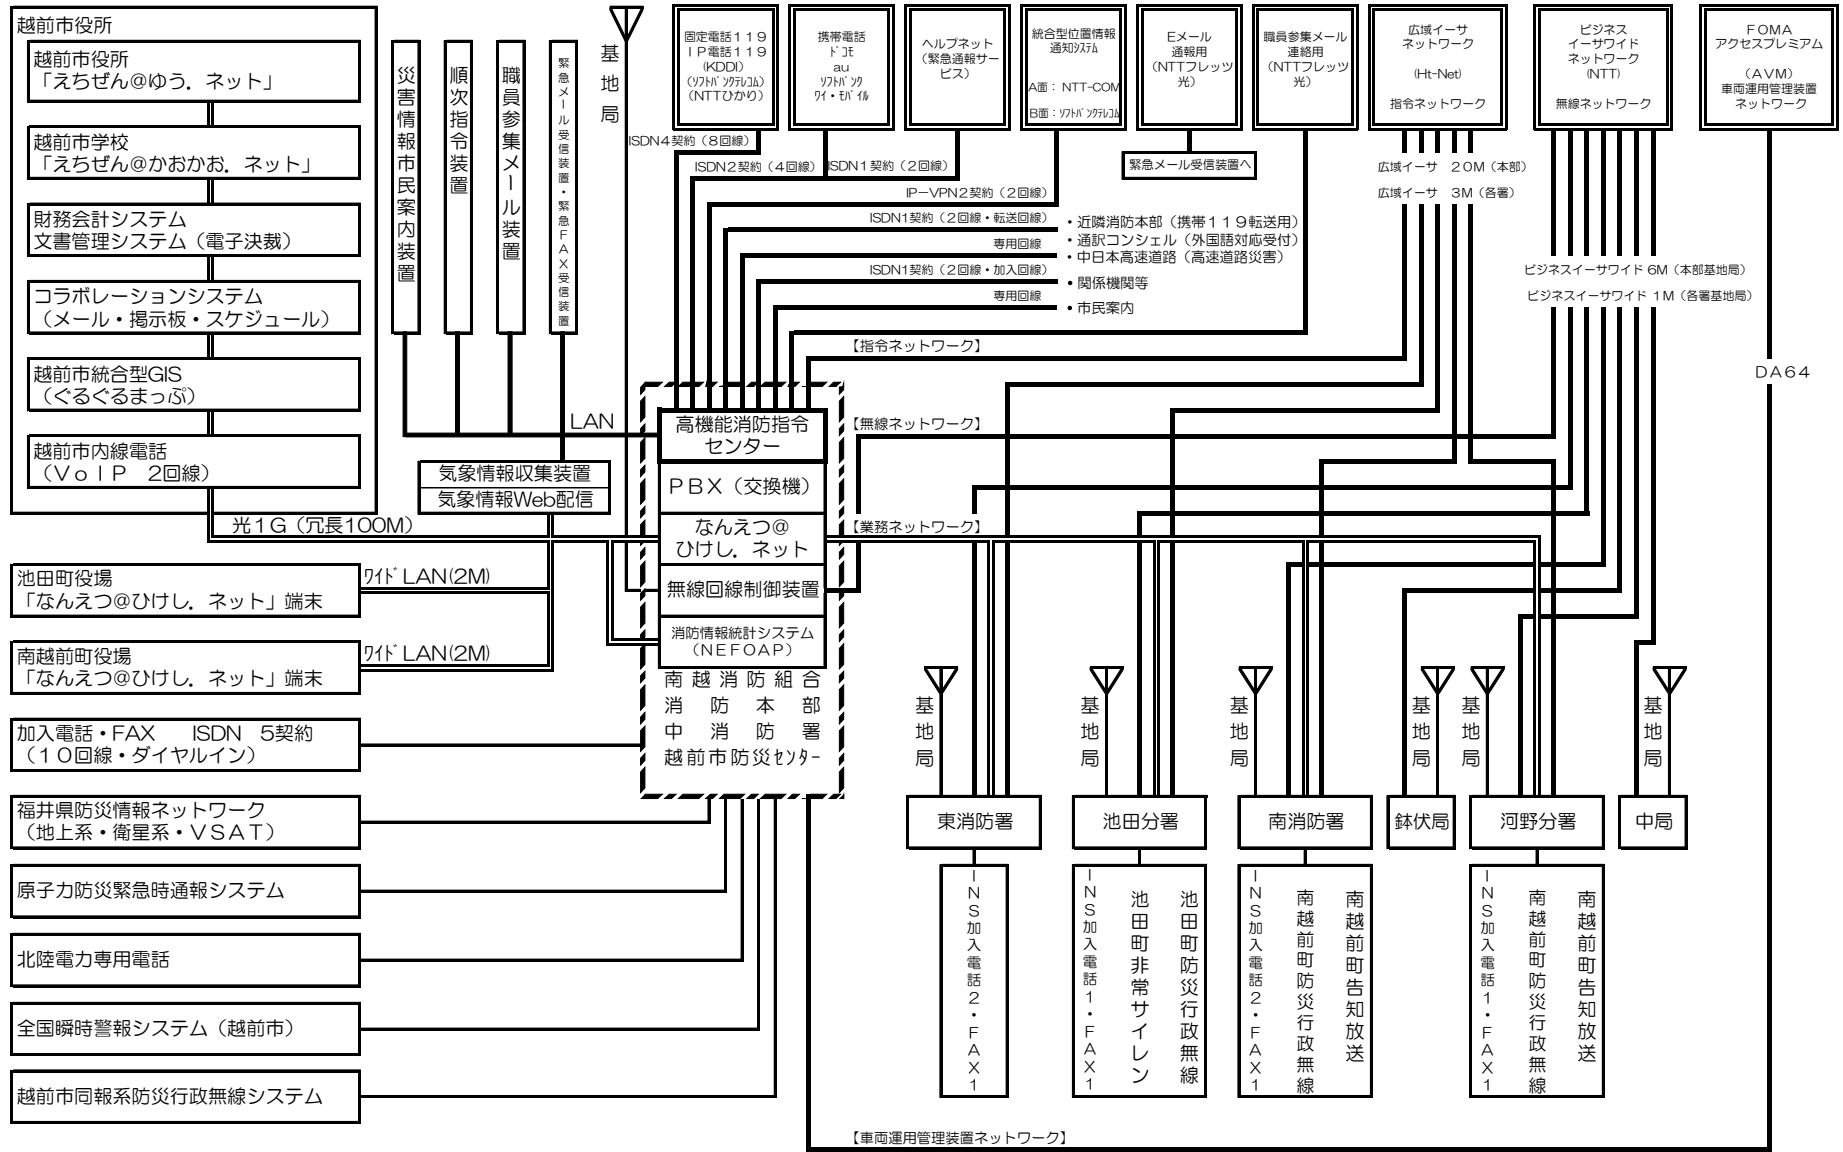 越前市役所
越前市役所
「えちぜん@ゆう．ネット」
越前市学校
「えちぜん@かおかお．ネット」
財務会計システム
文書管理システム（電子決裁）
コラボレーションシステム
（メール・掲示板・スケジュール）
越前市統合型GIS
（ぐるぐるまっぷ）
越前市内線電話
（ＶｏＩＰ　２回線）
光１Ｇ（冗長100M）
災害情報市民案内装置
順次指令装置
職員参集メール装置
緊急メール受信装置・緊急ＦＡＸ受信装置
基地局
LAN
気象情報収集装置
気象情報Web配信
池田町役場
「なんえつ@ひけし．ネット」端末
ﾜｲﾄﾞLAN(2M)
南越前町役場
「なんえつ@ひけし．ネット」端末
ﾜｲﾄﾞLAN(2M)
加入電話・FAX　ISDN　5契約
（１０回線・ダイヤルイン）
福井県防災情報ネットワーク
（地上系・衛星系・ＶＳＡＴ）
原子力防災緊急時通報システム
北陸電力専用電話
全国瞬時警報システム（越前市）
越前市同報系防災行政無線システム
固定電話１１９
ＩＰ電話１１９
(KDDI)
(ｿﾌﾄﾊﾞﾝｸﾃﾚｺﾑ)
(NTTひかり)
携帯電話
ﾄﾞｺﾓ
au
ｿﾌﾄﾊﾞﾝｸ
ﾜｲ・ﾓﾊﾞｲﾙ
ヘルプネット
（緊急通報サー
ビス）
統合型位置情報
通知ｼｽﾃﾑ
A面：NTT-COM
B面：ｿﾌﾄﾊﾞﾝｸﾃﾚｺﾑ
Eメール
通報用
（NTTフレッツ
光）
職員参集メール
連絡用
（NTTフレッツ
光）
広域イーサ
ネットワーク
(Ht-Net)
指令ネットワーク
ビジネス
イーサワイド
ネットワーク
(NTT)
無線ネットワーク
ＦＯＭＡ
アクセスプレミアム
（ＡＶＭ）
車両運用管理装置
ネットワーク
ISDN4契約（８回線）
ISDN２契約（４回線）
ISDN1契約（２回線）
緊急メール受信装置へ
IP－VPN２契約（２回線）
ISDN1契約（２回線・転送回線）
専用回線
ISDN1契約（２回線・加入回線）
専用回線
・近隣消防本部（携帯１１９転送用）
・通訳コンシェル（外国語対応受付）
・中日本高速道路（高速道路災害）
・関係機関等
・市民案内
広域イーサ　２０Ｍ（本部）
広域イーサ　３Ｍ（各署）
ビジネスイーサワイド 6M（本部基地局）
ビジネスイーサワイド １M（各署基地局）
DA64
【指令ネットワーク】
【無線ネットワーク】
【業務ネットワーク】
高機能消防指令
センター
ＰＢＸ（交換機）
なんえつ@
ひけし．ネット
無線回線制御装置
消防情報統計システム
（ＮＥＦＯＡＰ）
南越消防組合
消防本部
中消防署
越前市防災ｾﾝﾀｰ
基地局
基地局
基地局
基地局
基地局
基地局
東消防署
池田分署
南消防署
鉢伏局
河野分署
中局
ＩＮＳ加入電話２・ＦＡＸ１
ＩＮＳ加入電話１・ＦＡＸ１
池田町非常サイレン
池田町防災行政無線
ＩＮＳ加入電話２・ＦＡＸ１
南越前町防災行政無線
南越前町告知放送
ＩＮＳ加入電話１・ＦＡＸ１
南越前町防災行政無線
南越前町告知放送
【車両運用管理装置ネットワーク】